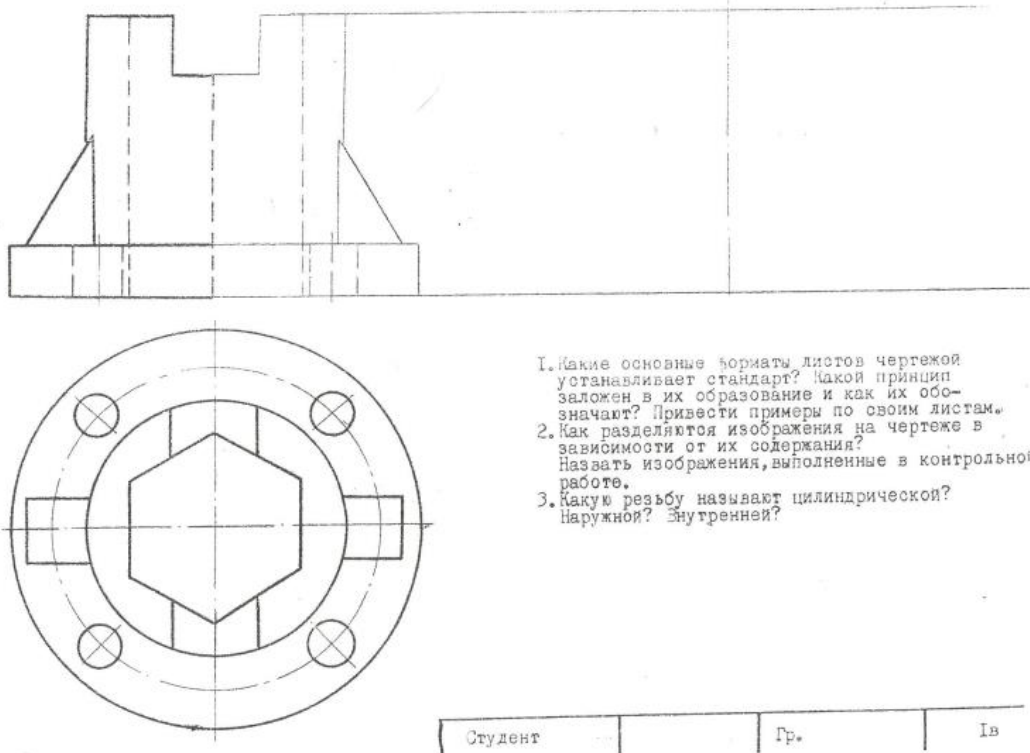 1. Какие основные форматы листов чертежой
устанавливает стандарт? Какой принцип
заложен в их образование и как их обо-
значают? Привести примеры по своим листам.
2. Как разделяются изображения на чертеже в
зависимости от их содержания?
Назвать изображения, выполненные в контрольной
работе.
3. Какую резьбу называют цилиндрической?
Наружной? Внутренней?
Студент Гр. Iв